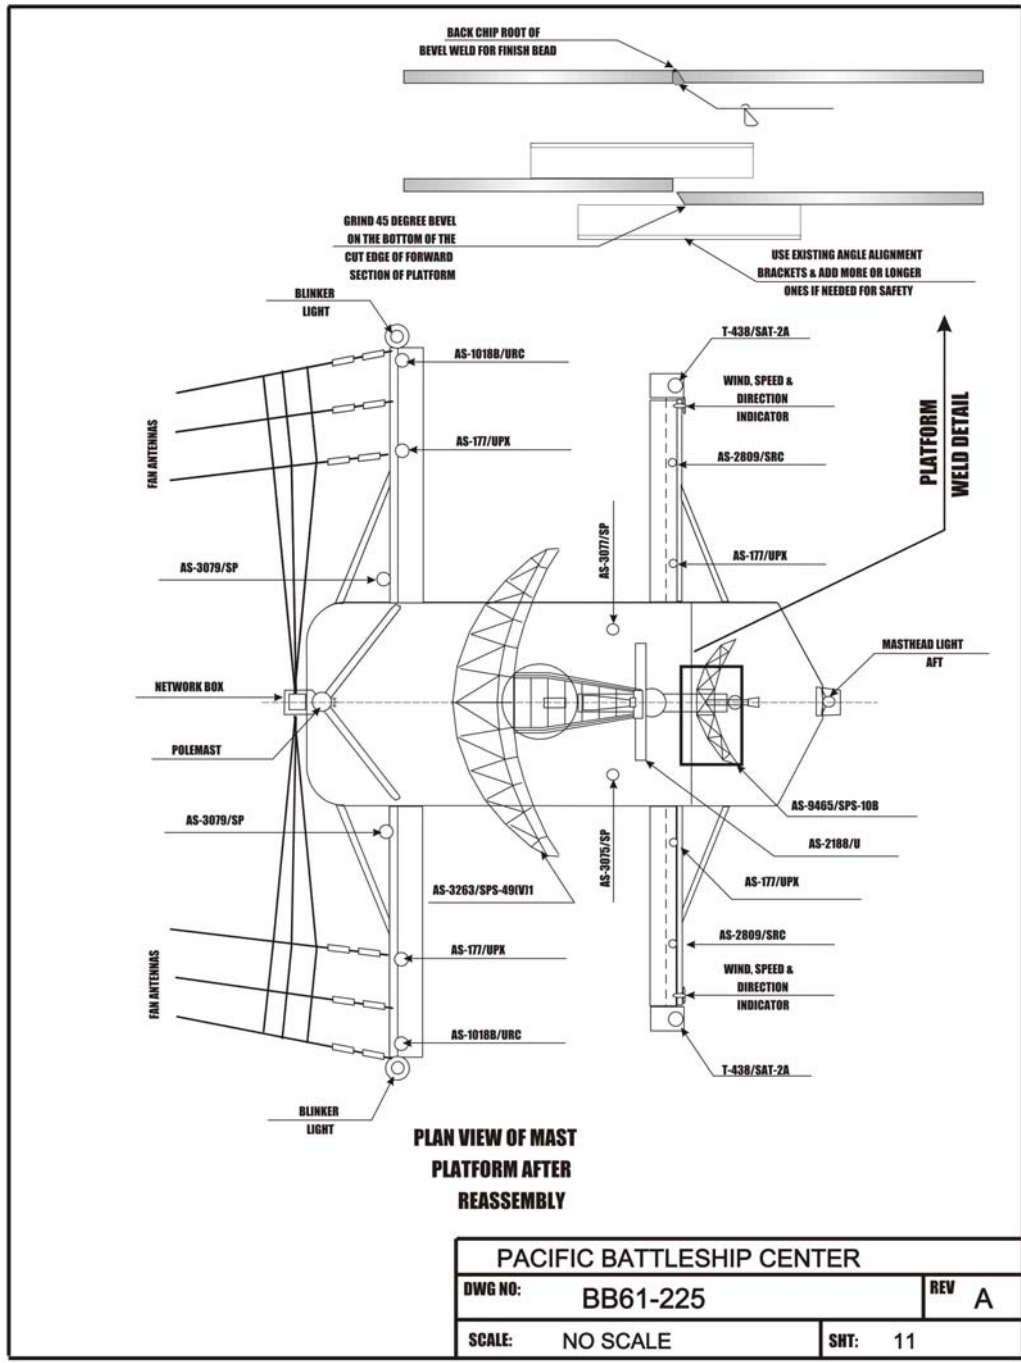 BACK CHIP ROOT OF
BEVEL WELD FOR FINISH BEAD
GRIND 45 DEGREE BEVEL
ON THE BOTTOM OF THE
CUT EDGE OF FORWARD
SECTION OF PLATFORM
USE EXISTING ANGLE ALIGNMENT
BRACKETS & ADD MORE OR LONGER
ONES IF NEEDED FOR SAFETY
BLINKER
LIGHT
T-438/SAT-2A
AS-1018B/URC
WIND, SPEED &
DIRECTION
INDICATOR
PLATFORM
WELD DETAIL
FAN ANTENNAS
AS-177/UPX
AS-2809/SRC
AS-3077/SP
AS-177/UPX
AS-3079/SP
MASTHEAD LIGHT
AFT
NETWORK BOX
POLEMAST
AS-9465/SPS-10B
AS-3079/SP
AS-2188/U
AS-3075/SP
AS-177/UPX
AS-3263/SPS-49(V)1
AS-2809/SRC
AS-177/UPX
FAN ANTENNAS
WIND, SPEED &
DIRECTION
INDICATOR
AS-1018B/URC
T-438/SAT-2A
BLINKER
LIGHT
PLAN VIEW OF MAST
PLATFORM AFTER
REASSEMBLY
PACIFIC BATTLESHIP CENTER
DWG NO: BB61-225 REV A
SCALE: NO SCALE SHT: 11